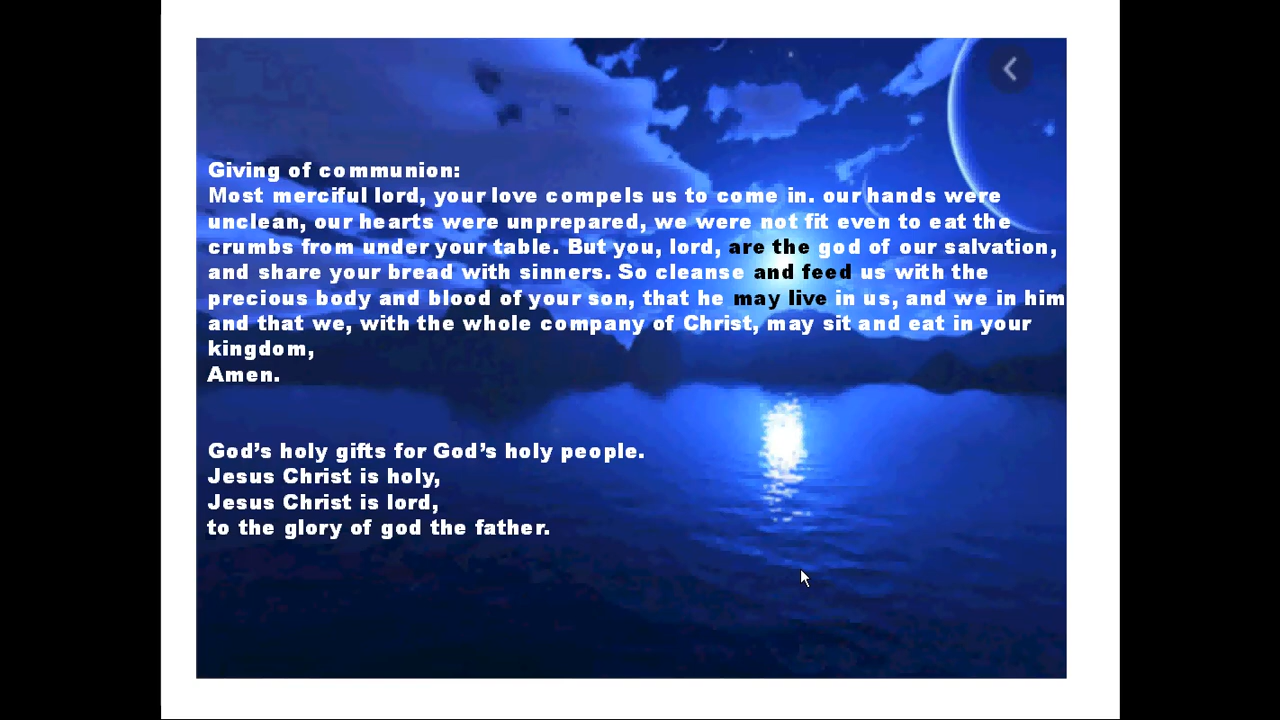 Giving of communion:
Most merciful lord, your love compels us to come in. our hands were
unclean, our hearts were unprepared, we were not fit even to eat the
crumbs from under your table. But you, lord, are the god of our salvation,
and share your bread with sinners. So cleanse and feed us with the
precious body and blood of your son, that he may live in us, and we in him
and that we, with the whole company of Christ, may sit and eat in your
kingdom,
Amen.
God’s holy gifts for God’s holy people.
Jesus Christ is holy,
Jesus Christ is lord,
to the glory of god the father.